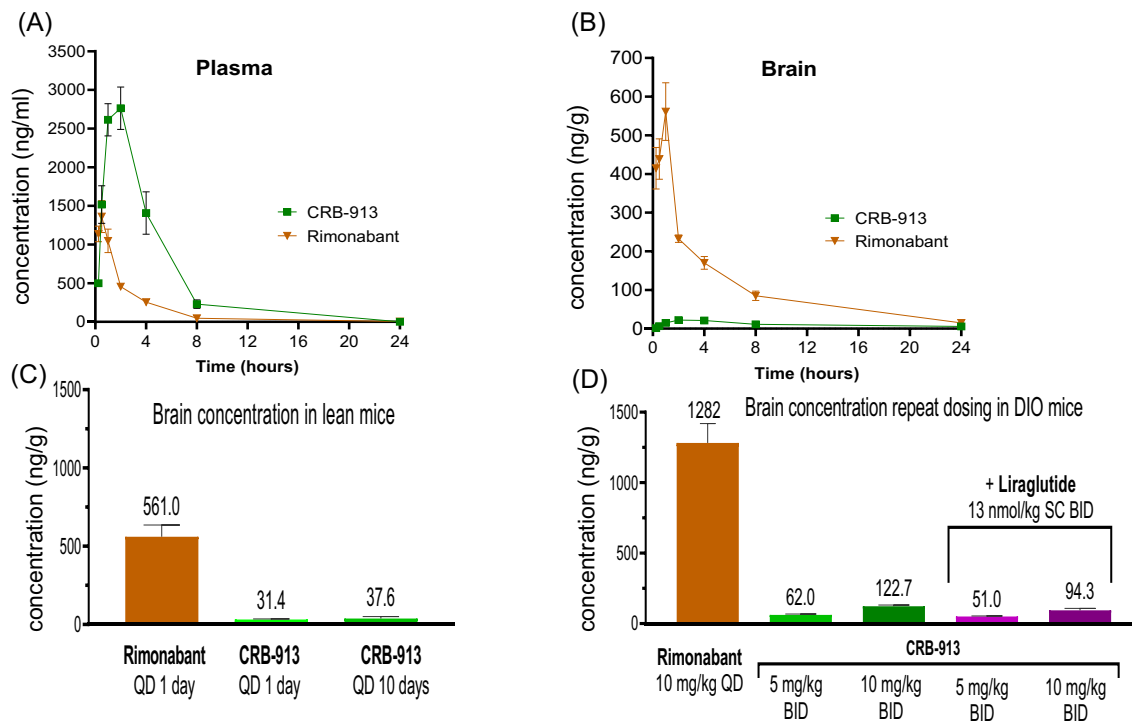 (A)
Plasma
concentration (ng/ml)
3500
3000
2500
2000
1500
1000
500
0
CRB-913
Rimonabant
0 4 8 12 16 20 24
Time (hours)
(B)
Brain
concentration (ng/g)
700
600
500
400
300
200
100
0
CRB-913
Rimonabant
0 4 8 12 16 20 24
Time (hours)
(C)
Brain concentration in lean mice
concentration (ng/g)
1500
1000
500
0
561.0
31.4
37.6
Rimonabant CRB-913 CRB-913
QD 1 day QD 1 day QD 10 days
(D)
Brain concentration repeat dosing in DIO mice
concentration (ng/g)
1500
1000
500
0
1282
+ Liraglutide
13 nmol/kg SC BID
62.0
122.7
51.0
94.3
CRB-913
Rimonabant
10 mg/kg QD
5 mg/kg 10 mg/kg 5 mg/kg 10 mg/kg
BID BID BID BID